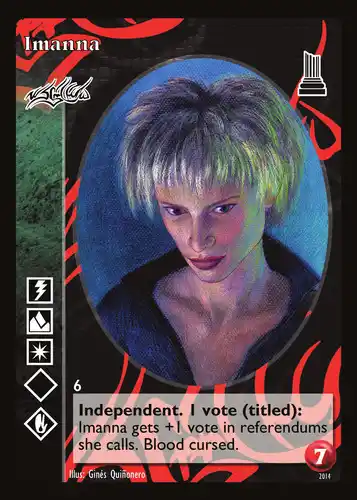 Imanna
6
Independent. 1 vote (titled):
Imanna gets +1 vote in referendums
she calls. Blood cursed.
7
Illus: Ginés Quiñonero
2014